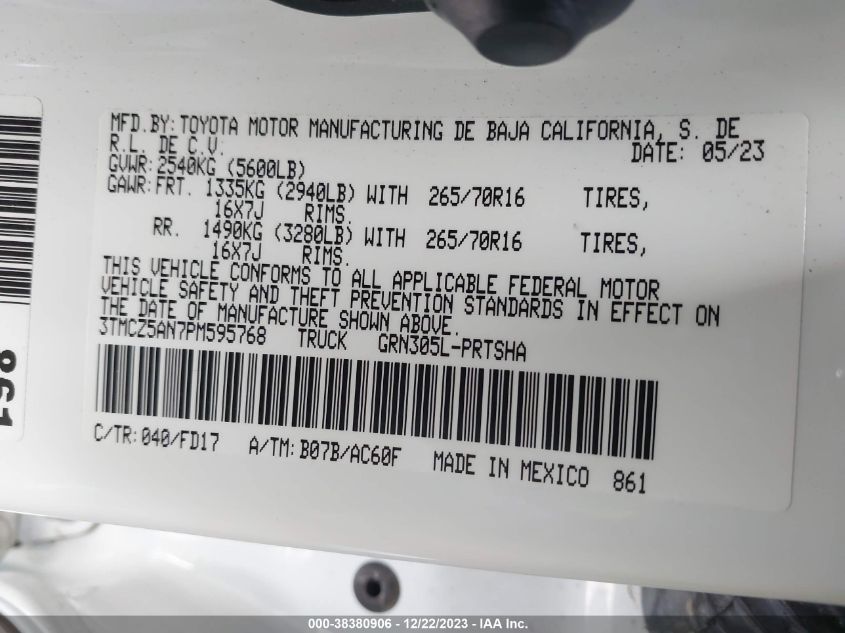 MFD.BY:TOYOTA MOTOR MANUFACTURING DE BAJA CALIFORNIA, S. DE
R.L. DE C.V. DATE: 05/23
GVWR:2540KG (5600LB)
GAWR:FRT. 1335KG (2940LB) WITH 265/70R16 TIRES,
16X7J RIMS.
RR. 1490KG (3280LB) WITH 265/70R16 TIRES,
16X7J RIMS.
THIS VEHICLE CONFORMS TO ALL APPLICABLE FEDERAL MOTOR
VEHICLE SAFETY AND THEFT PREVENTION STANDARDS IN EFFECT ON
THE DATE OF MANUFACTURE SHOWN ABOVE.
3TMCZ5AN7PM595768 TRUCK GRN305L-PRTSHA
C/TR:040/FD17 A/TM:B07B/AC60F MADE IN MEXICO 861
861
000-38380906 - 12/22/2023 - IAA Inc.